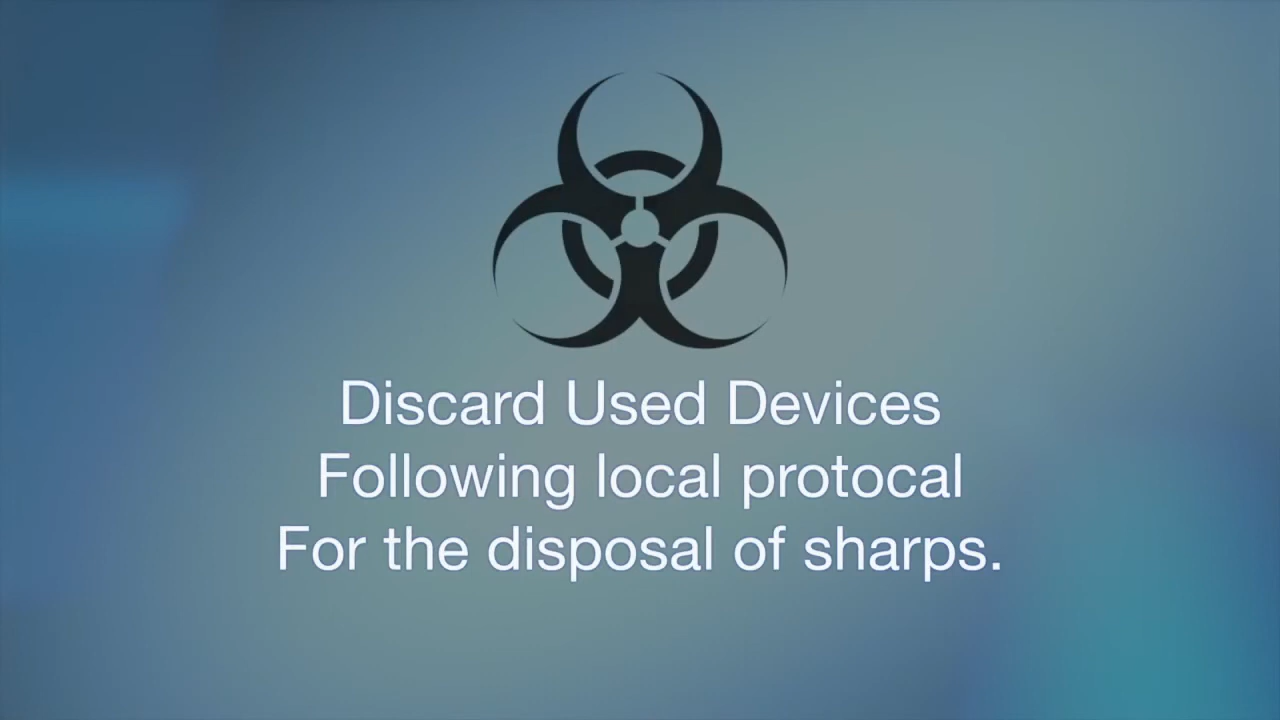 Discard Used Devices
Following local protocal
For the disposal of sharps.